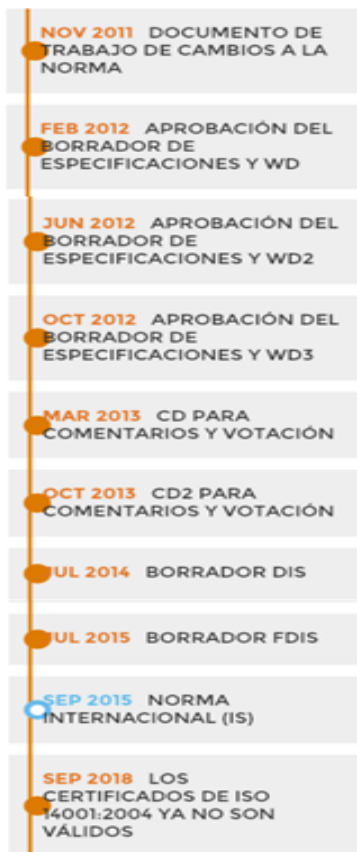 NOV 2011 DOCUMENTO DE
TRABAJO DE CAMBIOS A LA
NORMA
FEB 2012 APROBACIÓN DEL
BORRADOR DE
ESPECIFICACIONES Y WD
JUN 2012 APROBACIÓN DEL
BORRADOR DE
ESPECIFICACIONES Y WD2
OCT 2012 APROBACIÓN DEL
BORRADOR DE
ESPECIFICACIONES Y WD3
MAR 2013 CD PARA
COMENTARIOS Y VOTACIÓN
OCT 2013 CD2 PARA
COMENTARIOS Y VOTACIÓN
JUL 2014 BORRADOR DIS
JUL 2015 BORRADOR FDIS
SEP 2015 NORMA
INTERNACIONAL (IS)
SEP 2018 LOS
CERTIFICADOS DE ISO
14001:2004 YA NO SON
VÁLIDOS